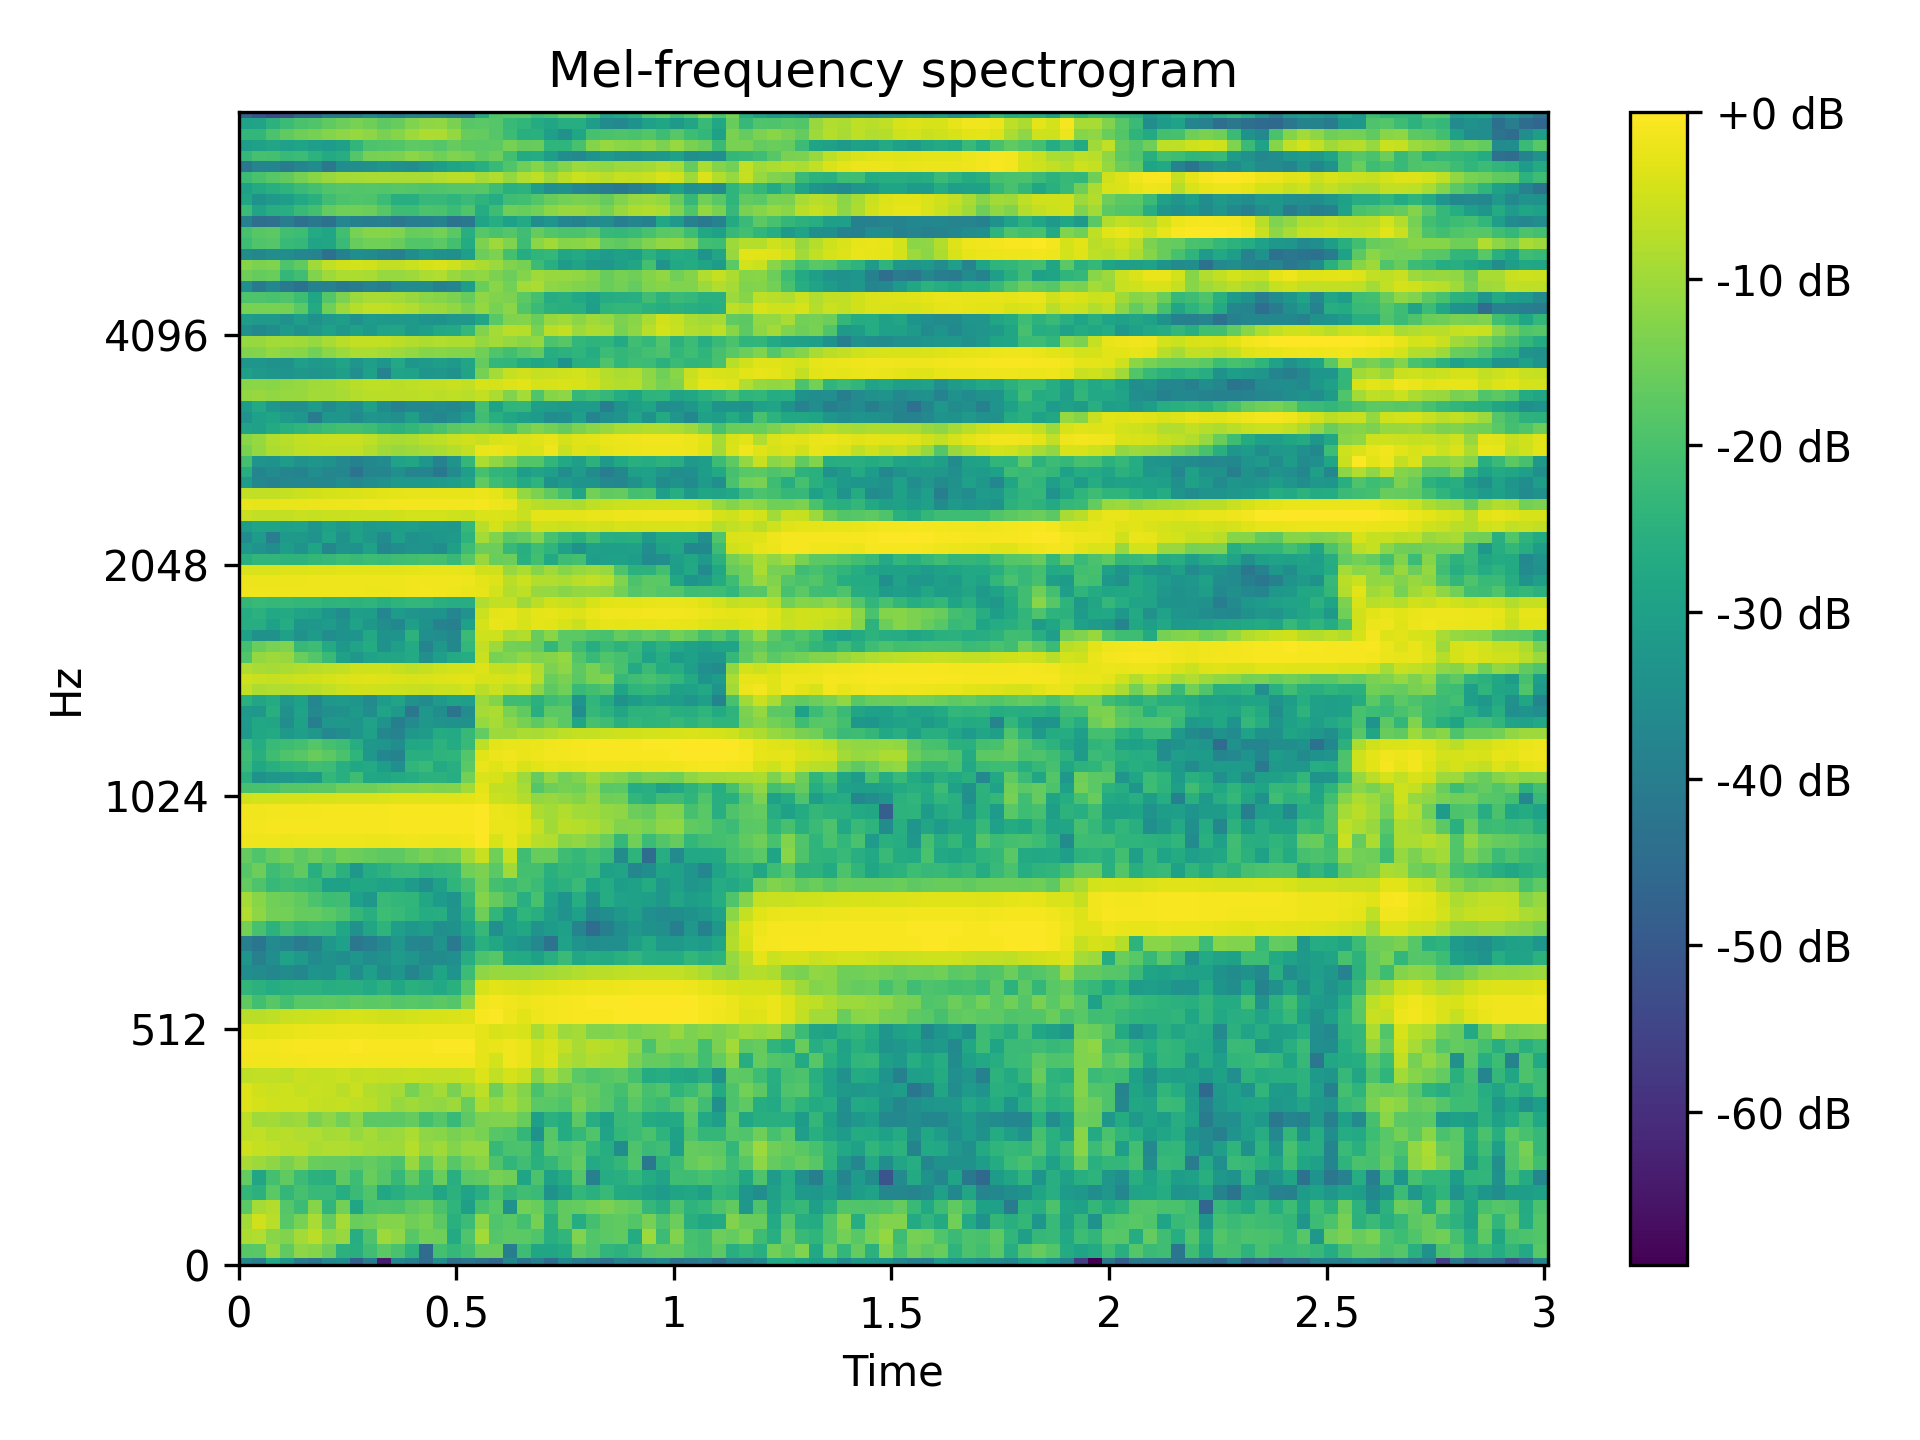 Mel-frequency spectrogram
+0 dB
-10 dB
-20 dB
-30 dB
-40 dB
-50 dB
-60 dB
Hz
4096
2048
1024
512
0
0 0.5 1 1.5 2 2.5 3
Time